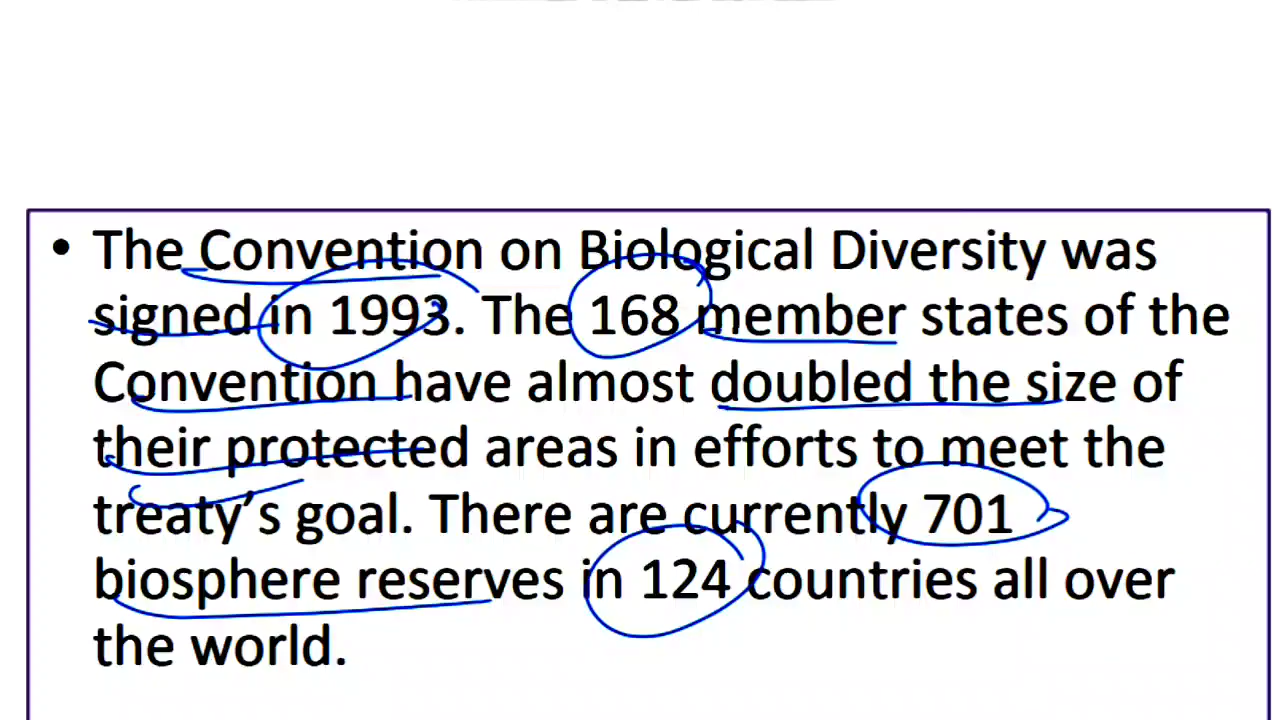 • The Convention on Biological Diversity was
signed in 1993. The 168 member states of the
Convention have almost doubled the size of
their protected areas in efforts to meet the
treaty’s goal. There are currently 701
biosphere reserves in 124 countries all over
the world.